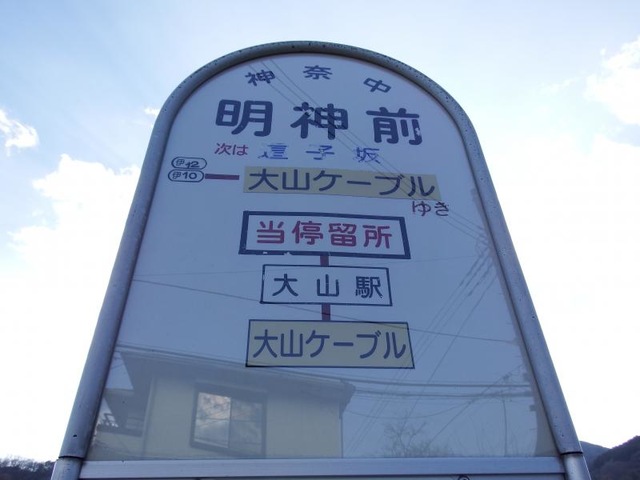 神奈中
明神前
次は 逗子坂
伊12
伊10
大山ケーブル
ゆき
当停留所
大山駅
大山ケーブル